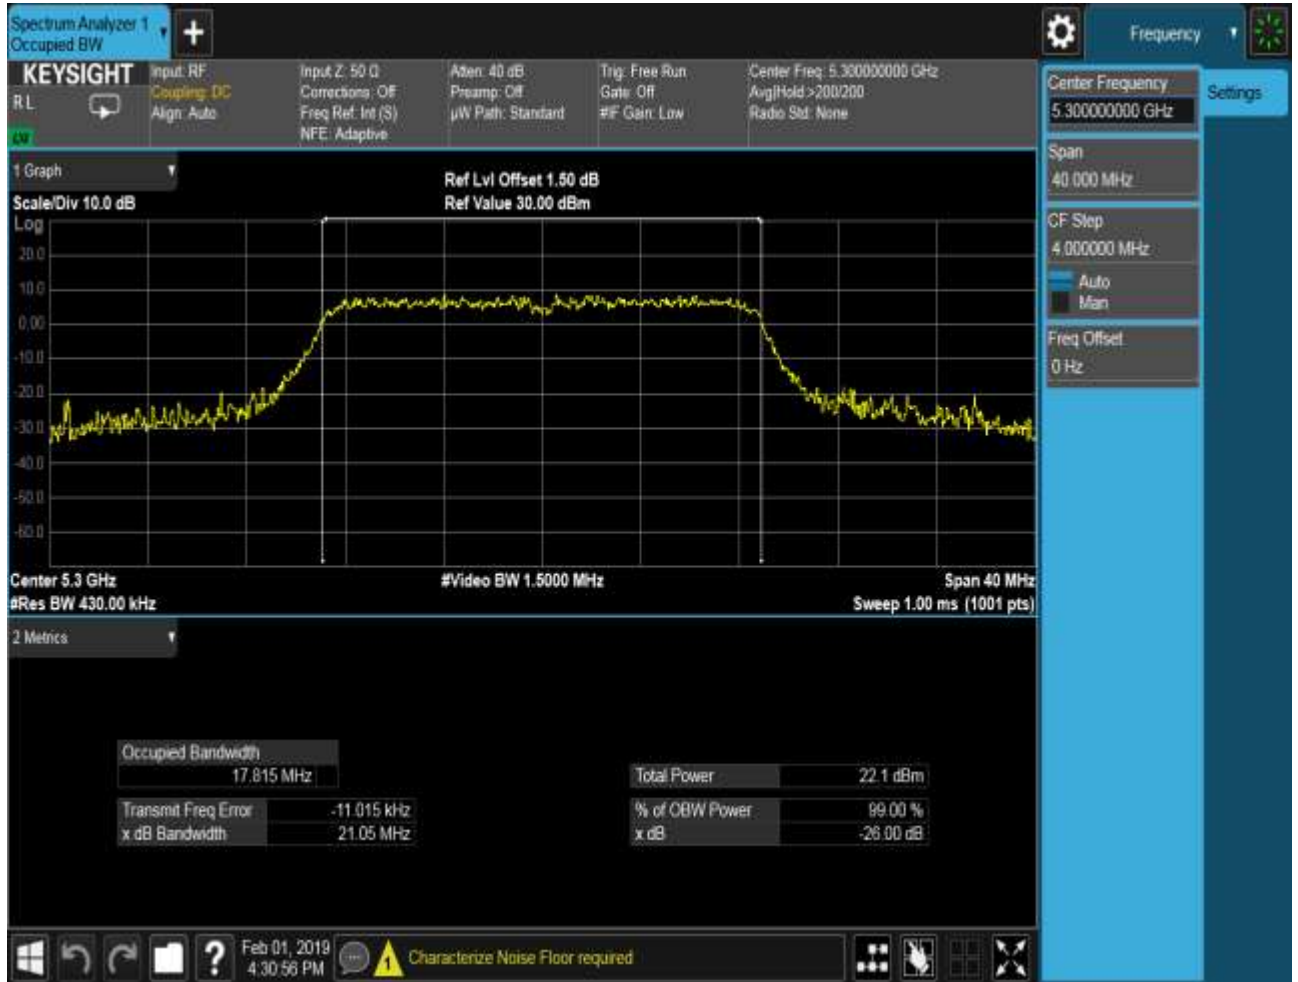 Spectrum Analyzer 1
Occupied BW
Frequency
KEYSIGHT
RL
Input: RF
Coupling: DC
Align: Auto
Input Z: 50 Ω
Corrections: Off
Freq Ref: Int (S)
NFE: Adaptive
Atten: 40 dB
Preamp: Off
µW Path: Standard
Trig: Free Run
Gate: Off
#IF Gain: Low
Center Freq: 5.300000000 GHz
Avg|Hold:>200/200
Radio Std: None
Center Frequency
5.300000000 GHz
Settings
Span
40.000 MHz
CF Step
4.000000 MHz
Auto
Man
Freq Offset
0 Hz
1 Graph
Scale/Div 10.0 dB
Ref Lvl Offset 1.50 dB
Ref Value 30.00 dBm
Log
20.0
10.0
0.00
-10.0
-20.0
-30.0
-40.0
-50.0
-60.0
Center 5.3 GHz
#Video BW 1.5000 MHz
Span 40 MHz
#Res BW 430.00 kHz
Sweep 1.00 ms (1001 pts)
2 Metrics
Occupied Bandwidth
17.815 MHz
Total Power 22.1 dBm
Transmit Freq Error -11.015 kHz
% of OBW Power 99.00 %
x dB Bandwidth 21.05 MHz
x dB -26.00 dB
Feb 01, 2019
4:30:56 PM
1
Characterize Noise Floor required